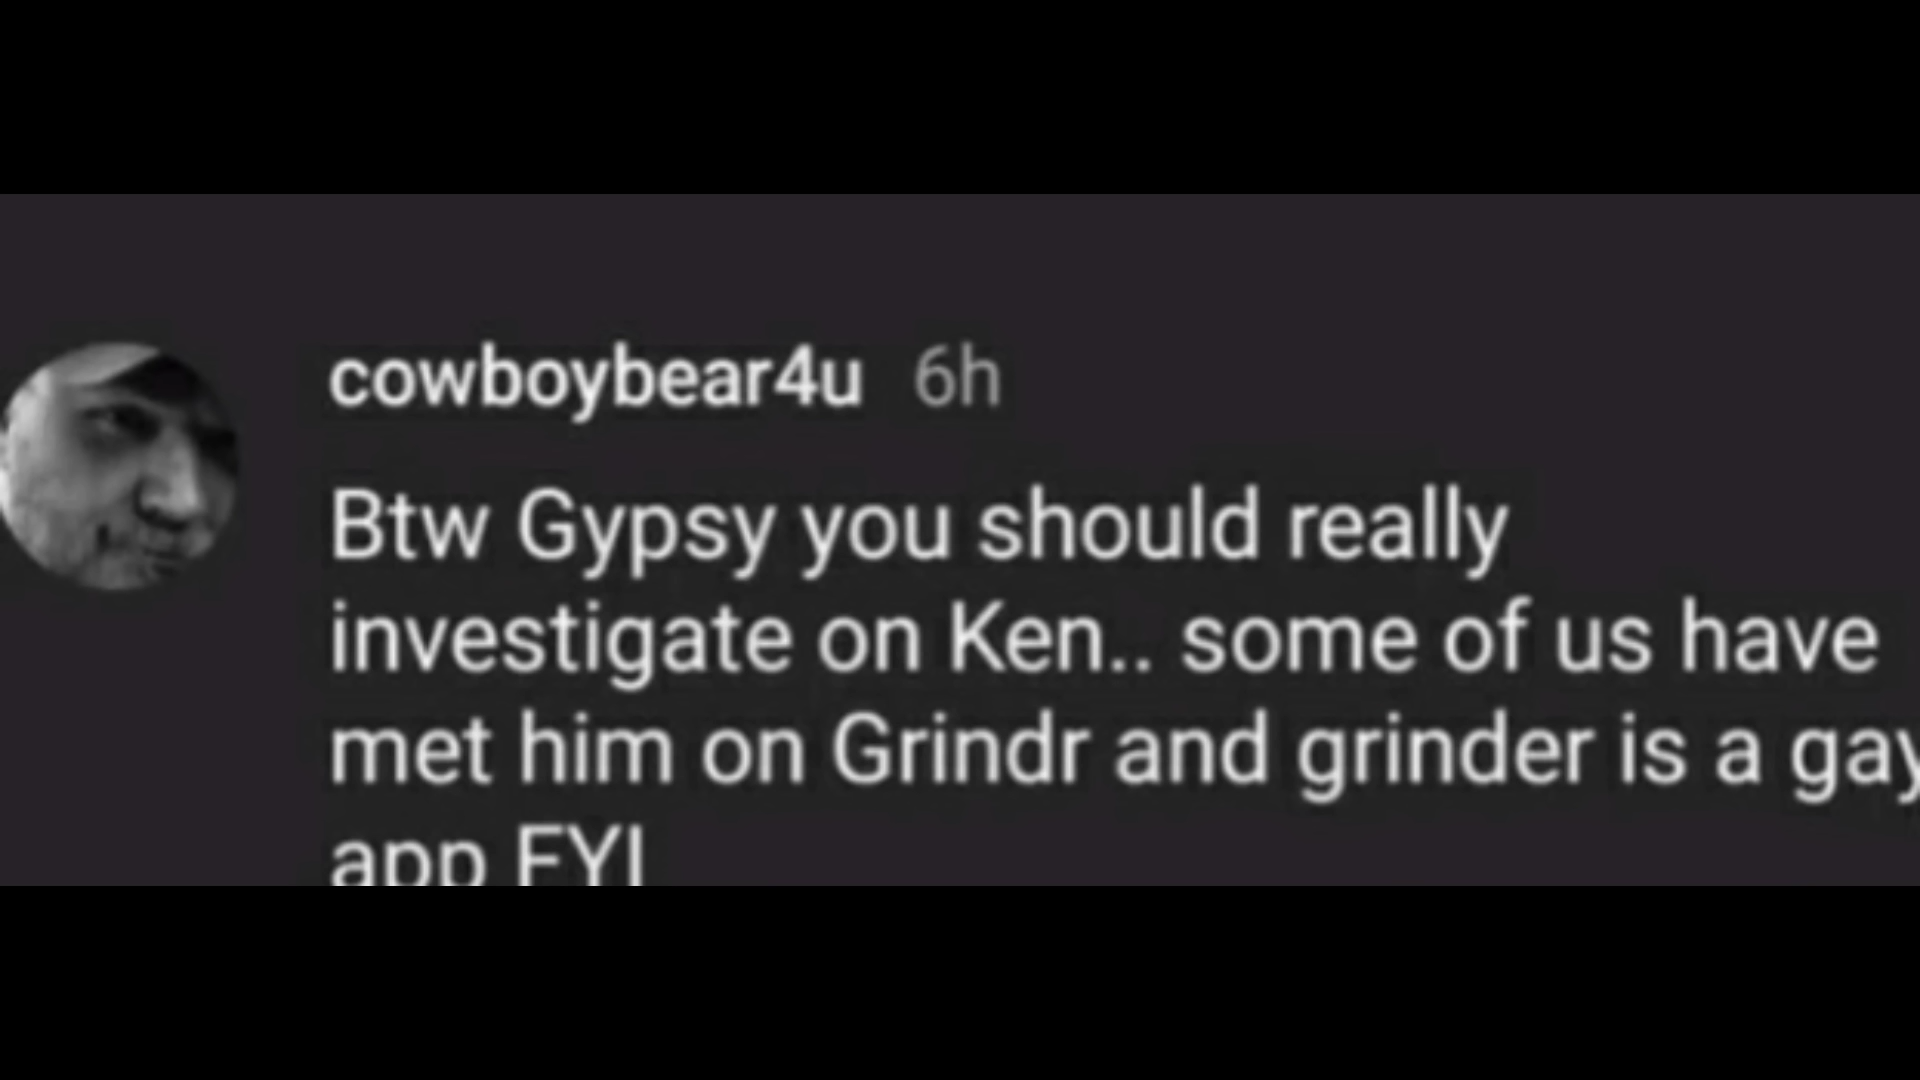 cowboybear4u 6h
Btw Gypsy you should really
investigate on Ken.. some of us have
met him on Grindr and grinder is a gay
app FYI